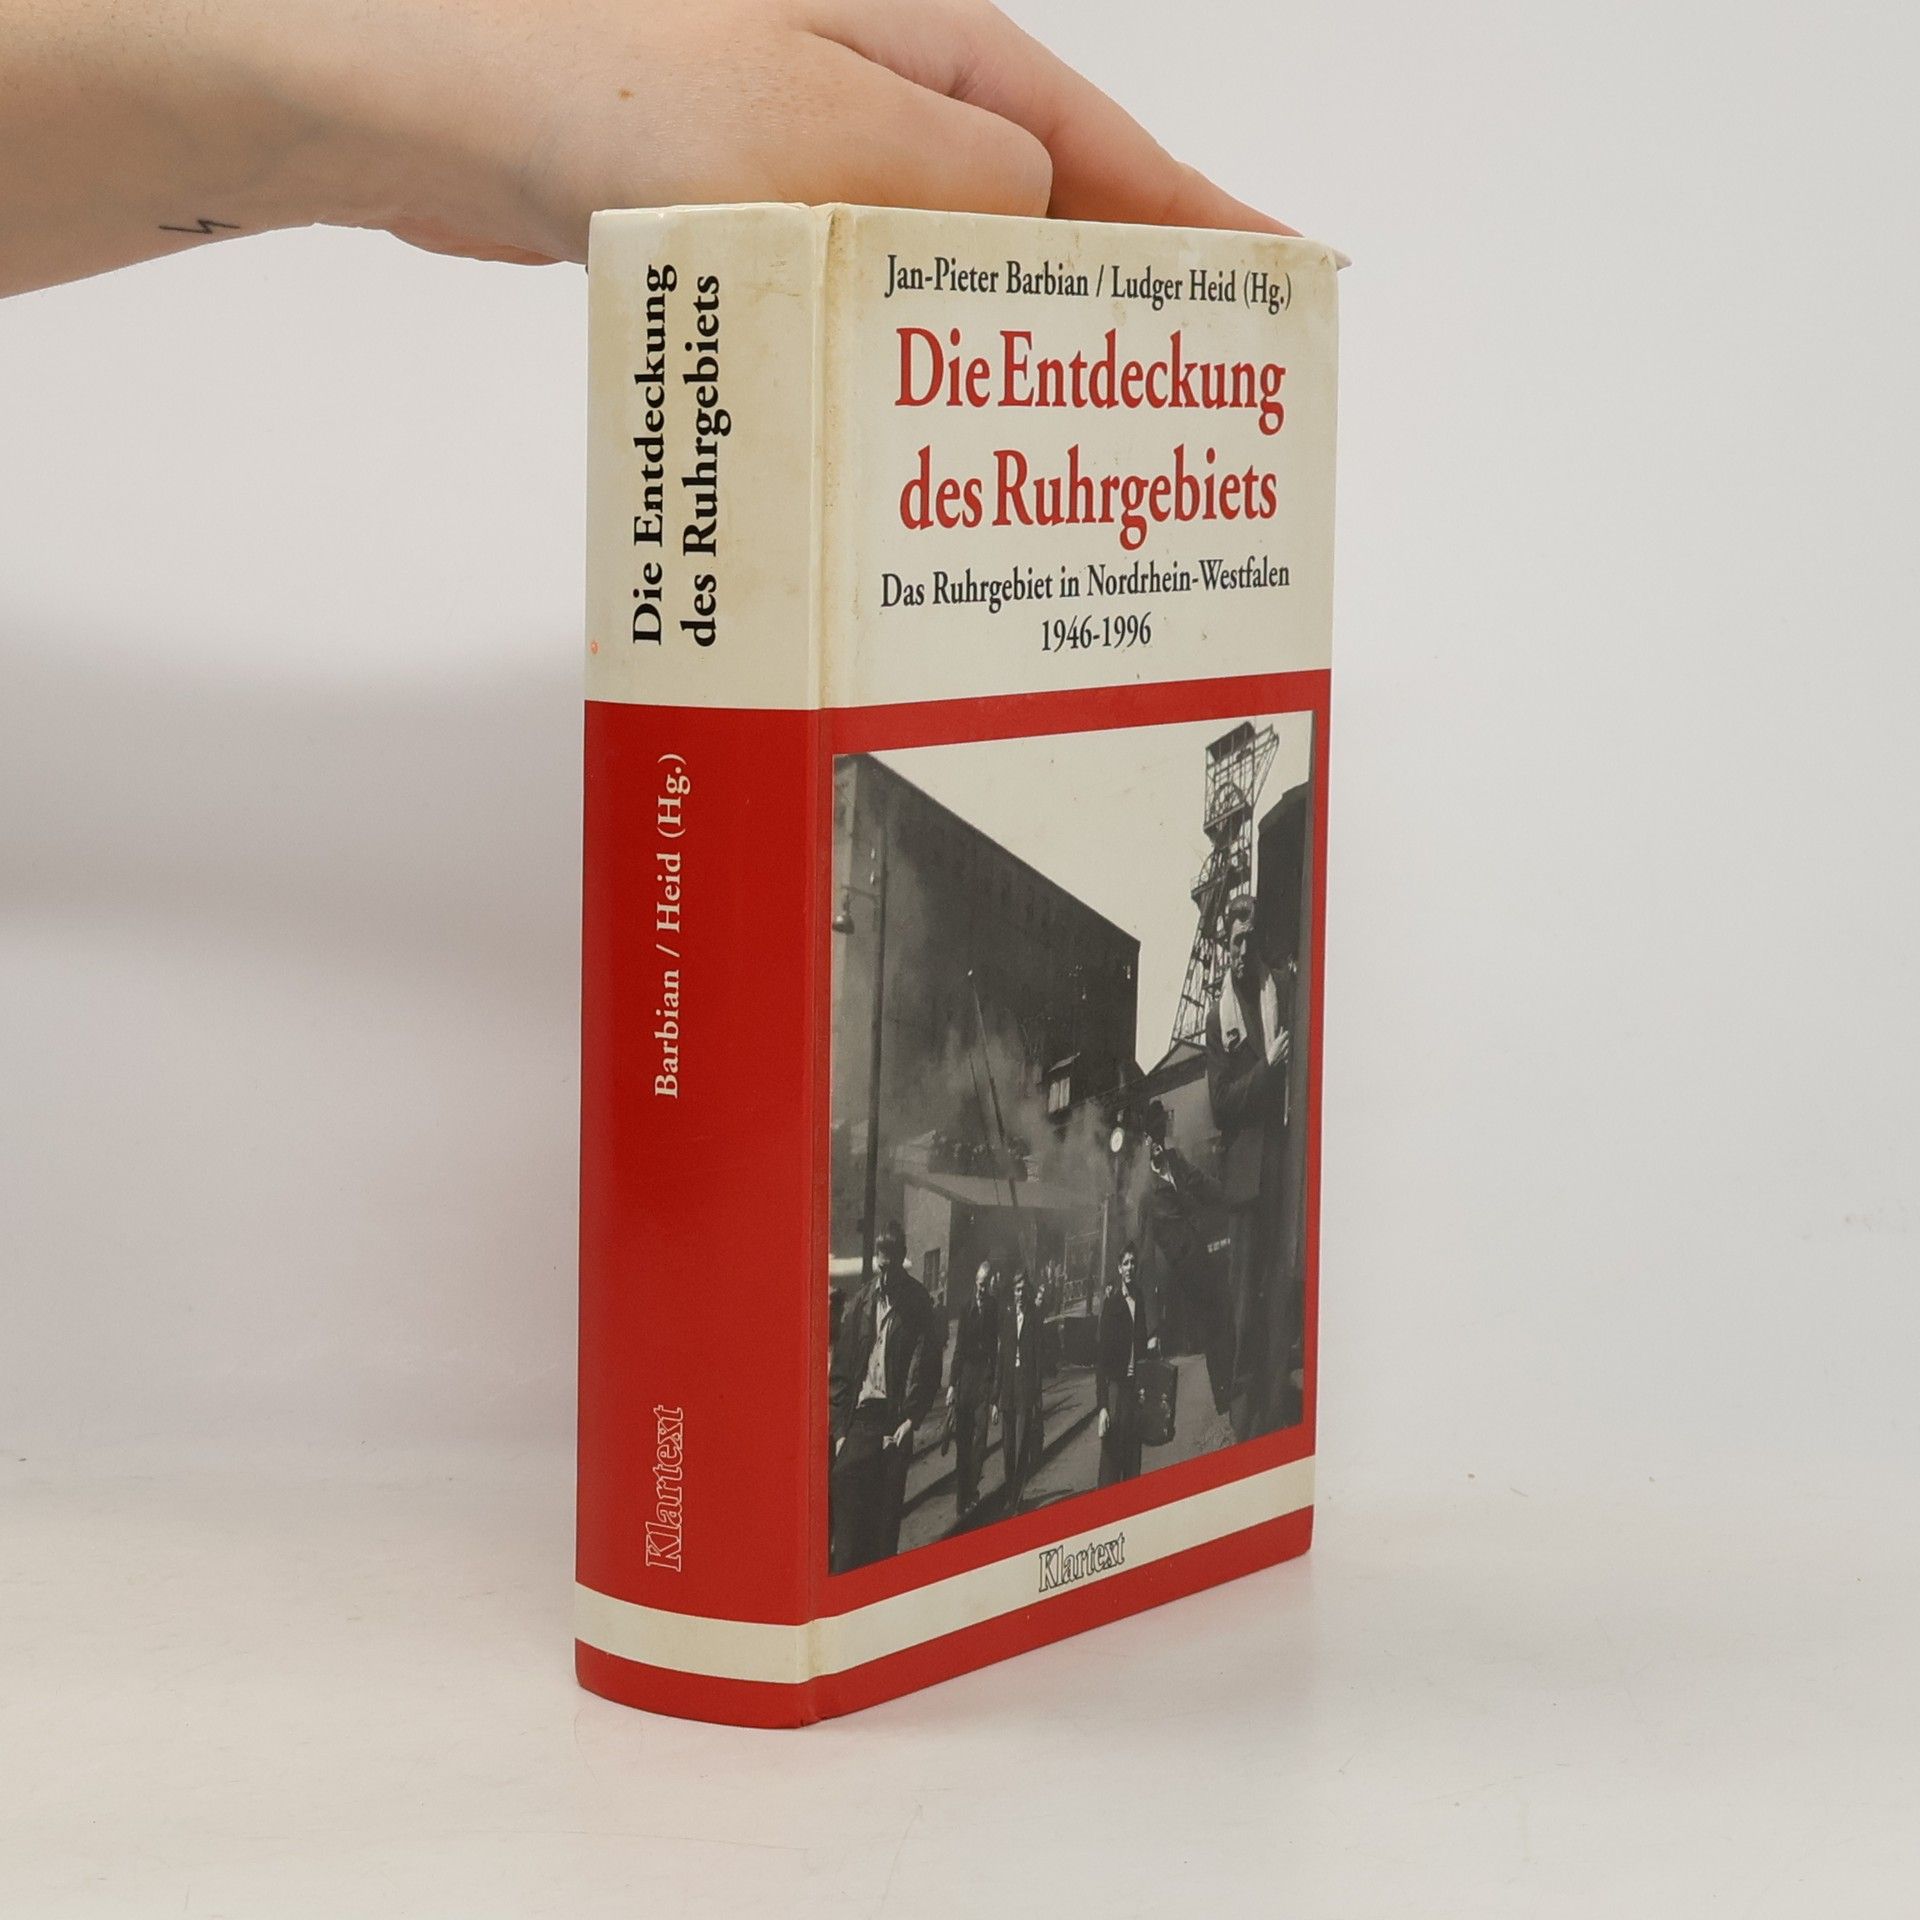 Die Entdeckung
des Ruhrgebiets
Barbian / Heid (Hg.)
Klartext
Jan-Pieter Barbian / Ludger Heid (Hg.)
Die Entdeckung
des Ruhrgebiets
Das Ruhrgebiet in Nordrhein-Westfalen
1946-1996
Klartext